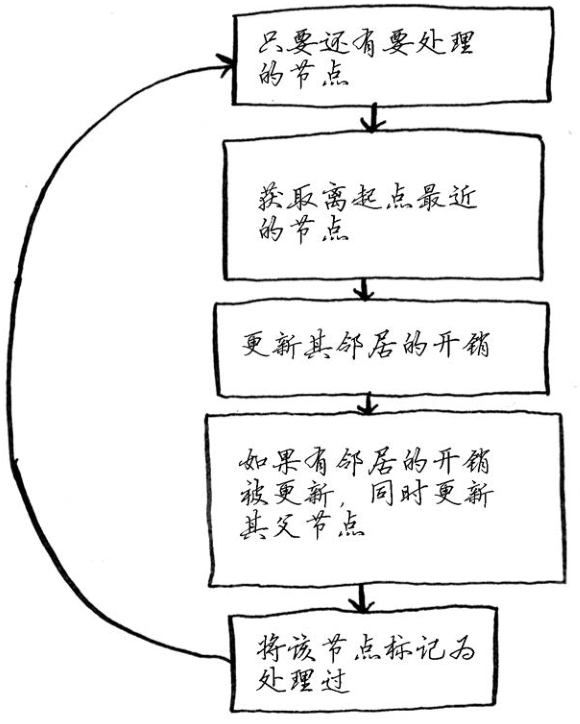 只要还有要处理
的节点
获取离起点最近
的节点
更新其邻居的开销
如果有邻居的开销
被更新，同时更新
其父节点
将该节点标记为
处理过